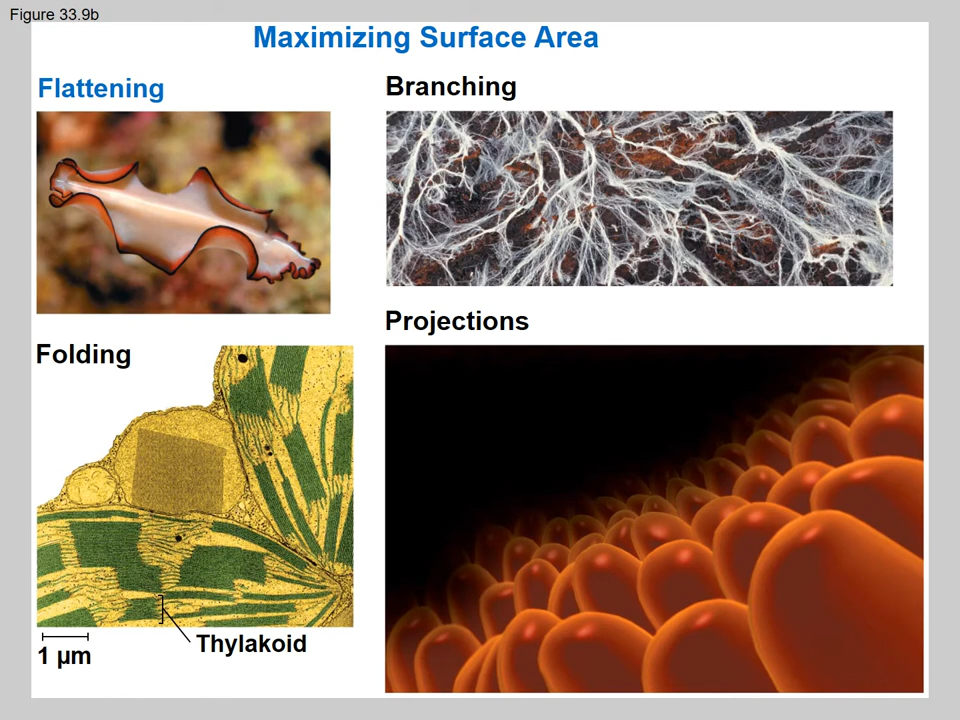 Figure 33.9b
Maximizing Surface Area
Flattening
Branching
Projections
Folding
Thylakoid
1 µm